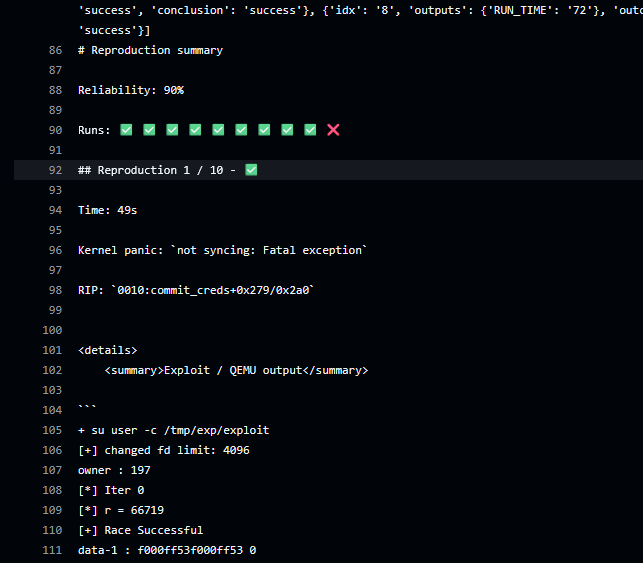 'success', 'conclusion': 'success'}, {'idx': '8', 'outputs': {'RUN_TIME': '72'}, 'outc
'success'}]
86 # Reproduction summary
87
88 Reliability: 90%
89
90 Runs: ✅ ✅ ✅ ✅ ✅ ✅ ✅ ✅ ✅ ❌
91
92 ## Reproduction 1 / 10 - ✅
93
94 Time: 49s
95
96 Kernel panic: `not syncing: Fatal exception`
97
98 RIP: `0010:commit_creds+0x279/0x2a0`
99
100
101 <details>
102 <summary>Exploit / QEMU output</summary>
103
104 ```
105 + su user -c /tmp/exp/exploit
106 [+] changed fd limit: 4096
107 owner : 197
108 [*] Iter 0
109 [*] r = 66719
110 [+] Race Successful
111 data-1 : f000ff53f000ff53 0